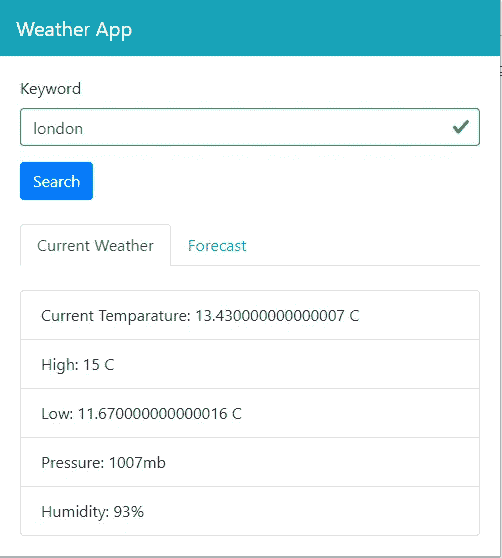 Weather App
Keyword
london
Search
Current Weather Forecast
Current Temparature: 13.430000000000007 C
High: 15 C
Low: 11.670000000000016 C
Pressure: 1007mb
Humidity: 93%